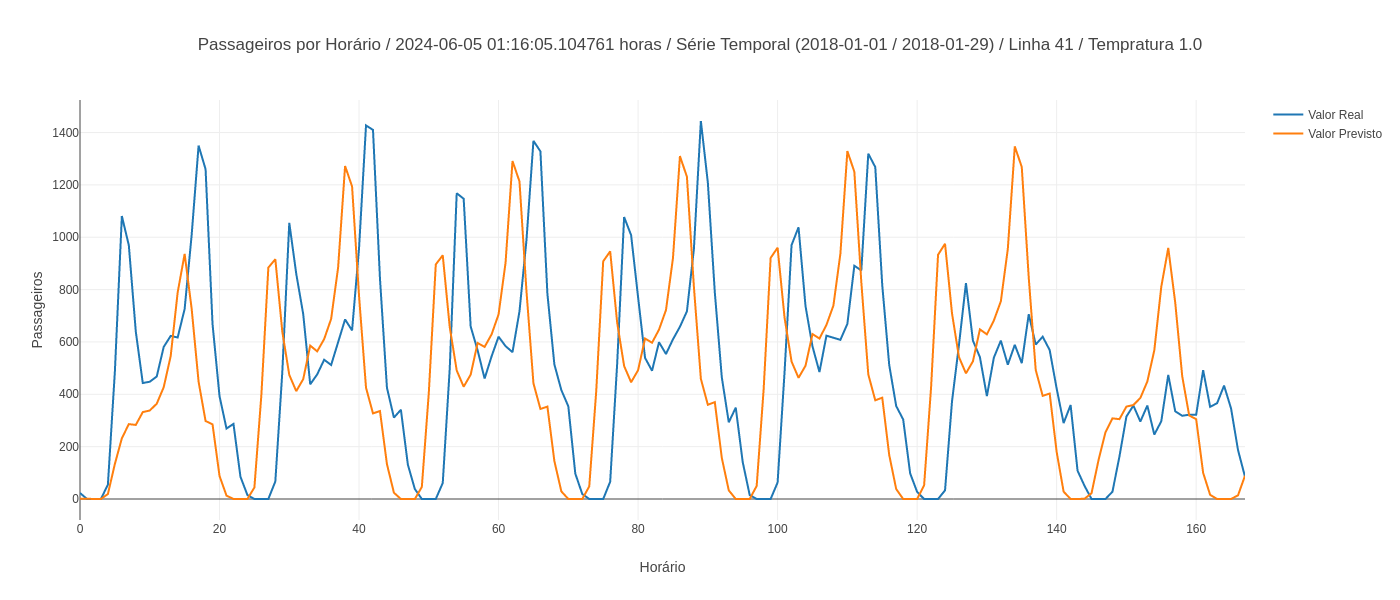 Passageiros por Horário / 2024-06-05 01:16:05.104761 horas / Série Temporal (2018-01-01 / 2018-01-29) / Linha 41 / Tempratura 1.0
Valor Real
Valor Previsto
1400
1200
1000
800
600
400
200
0
Passageiros
0 20 40 60 80 100 120 140 160
Horário